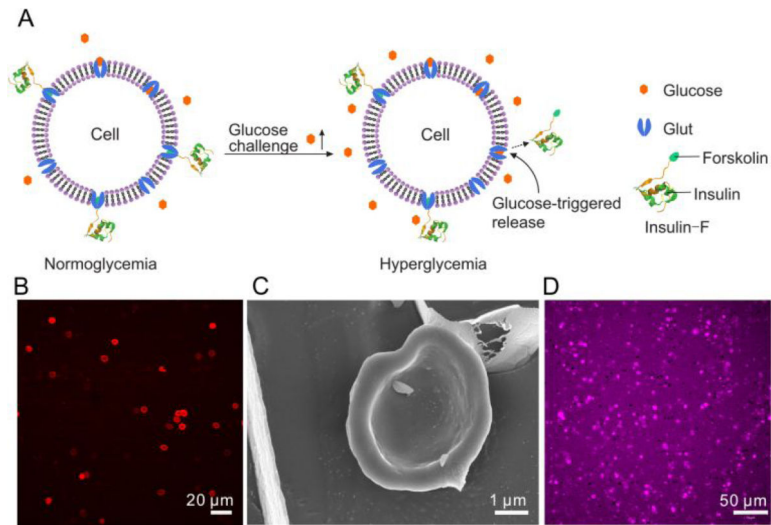 A
Cell
Glucose
challenge
Cell
Glucose-triggered
release
Glucose
Glut
Forskolin
Insulin
Insulin–F
Normoglycemia
Hyperglycemia
B
20 µm
C
1 µm
D
50 µm